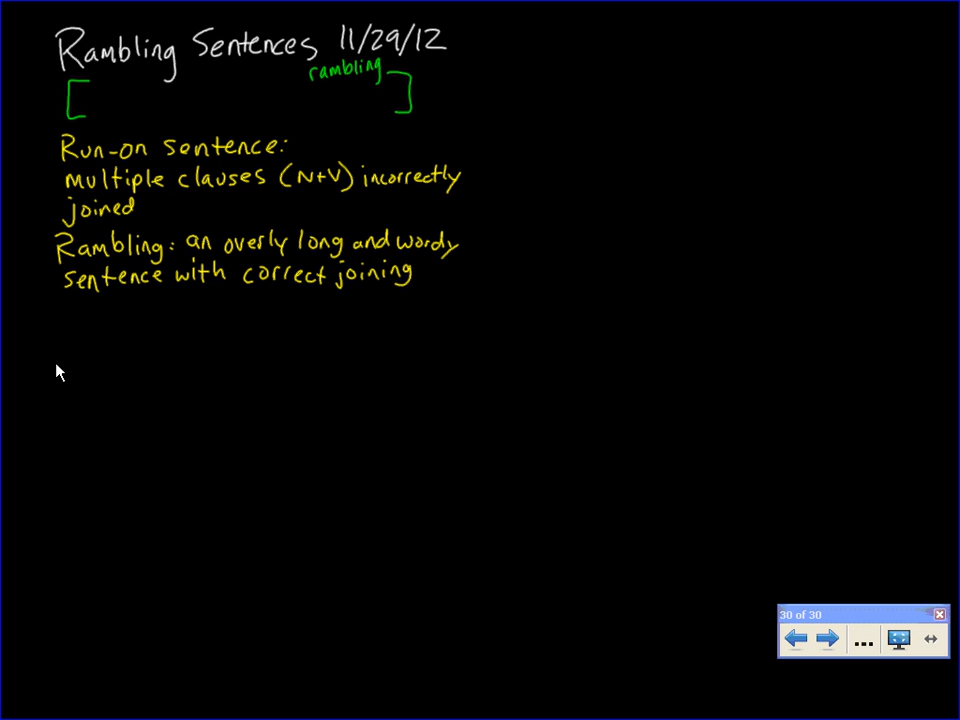 Rambling Sentences 11/29/12
rambling
[ ]
Run-on sentence:
multiple clauses (N+V) incorrectly
joined
Rambling: an overly long and wordy
sentence with correct joining
30 of 30
...